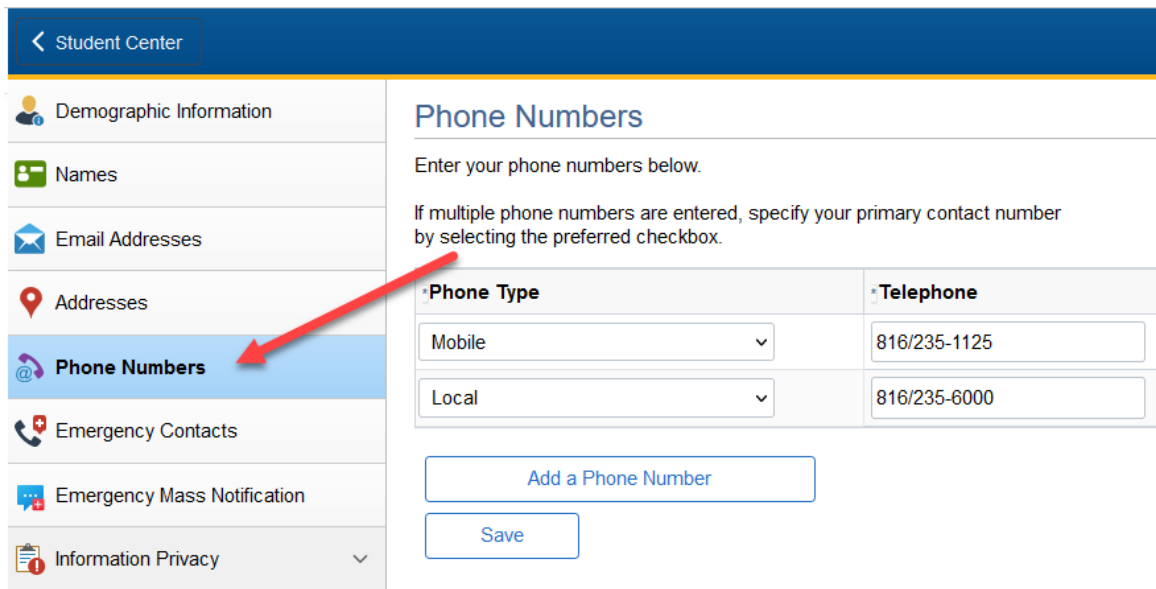 Student Center
Demographic Information
Names
Email Addresses
Addresses
Phone Numbers
Emergency Contacts
Emergency Mass Notification
Information Privacy
Phone Numbers
Enter your phone numbers below.
If multiple phone numbers are entered, specify your primary contact number
by selecting the preferred checkbox.
*Phone Type *Telephone
Mobile 816/235-1125
Local 816/235-6000
Add a Phone Number
Save